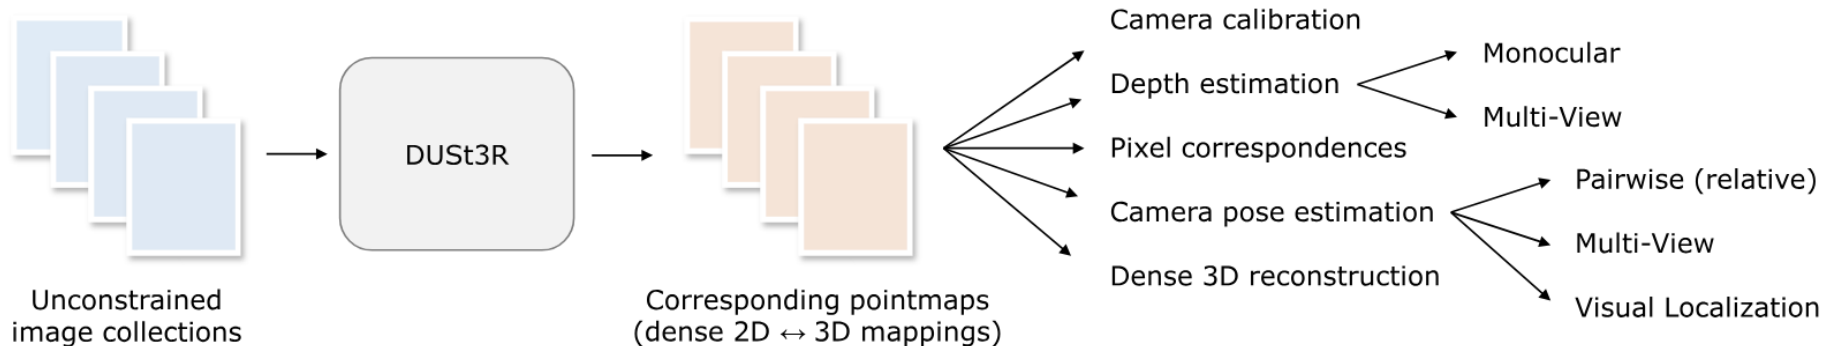 Unconstrained
image collections
DUSt3R
Corresponding pointmaps
(dense 2D ↔ 3D mappings)
Camera calibration
Depth estimation
Monocular
Multi-View
Pixel correspondences
Camera pose estimation
Pairwise (relative)
Multi-View
Visual Localization
Dense 3D reconstruction